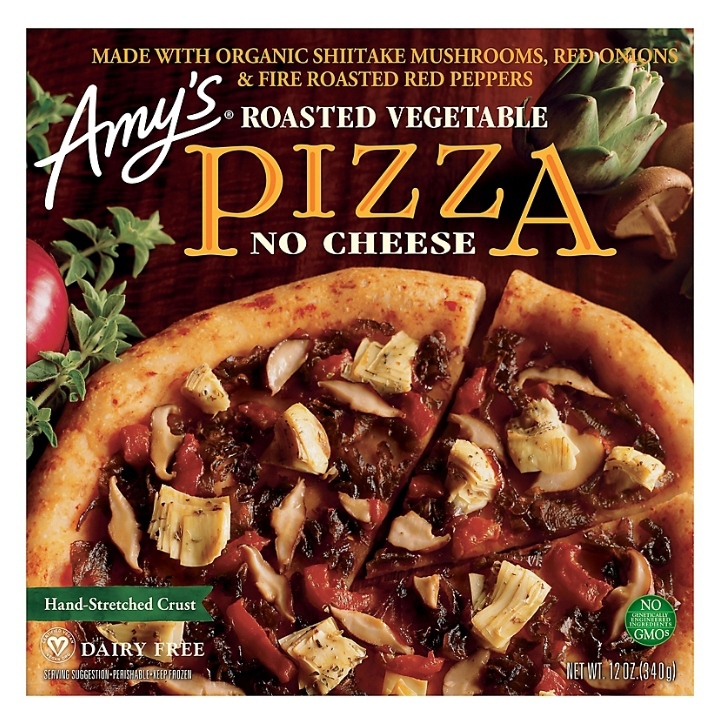 MADE WITH ORGANIC SHIITAKE MUSHROOMS, RED ONIONS
& FIRE ROASTED RED PEPPERS
Amy's® ROASTED VEGETABLE
PIZZA
NO CHEESE
Hand-Stretched Crust
DAIRY FREE
SERVING SUGGESTION•PERISHABLE•KEEP FROZEN
NO
GENETICALLY
ENGINEERED
INGREDIENTS
GMOs
NET WT. 12 OZ.(340g)